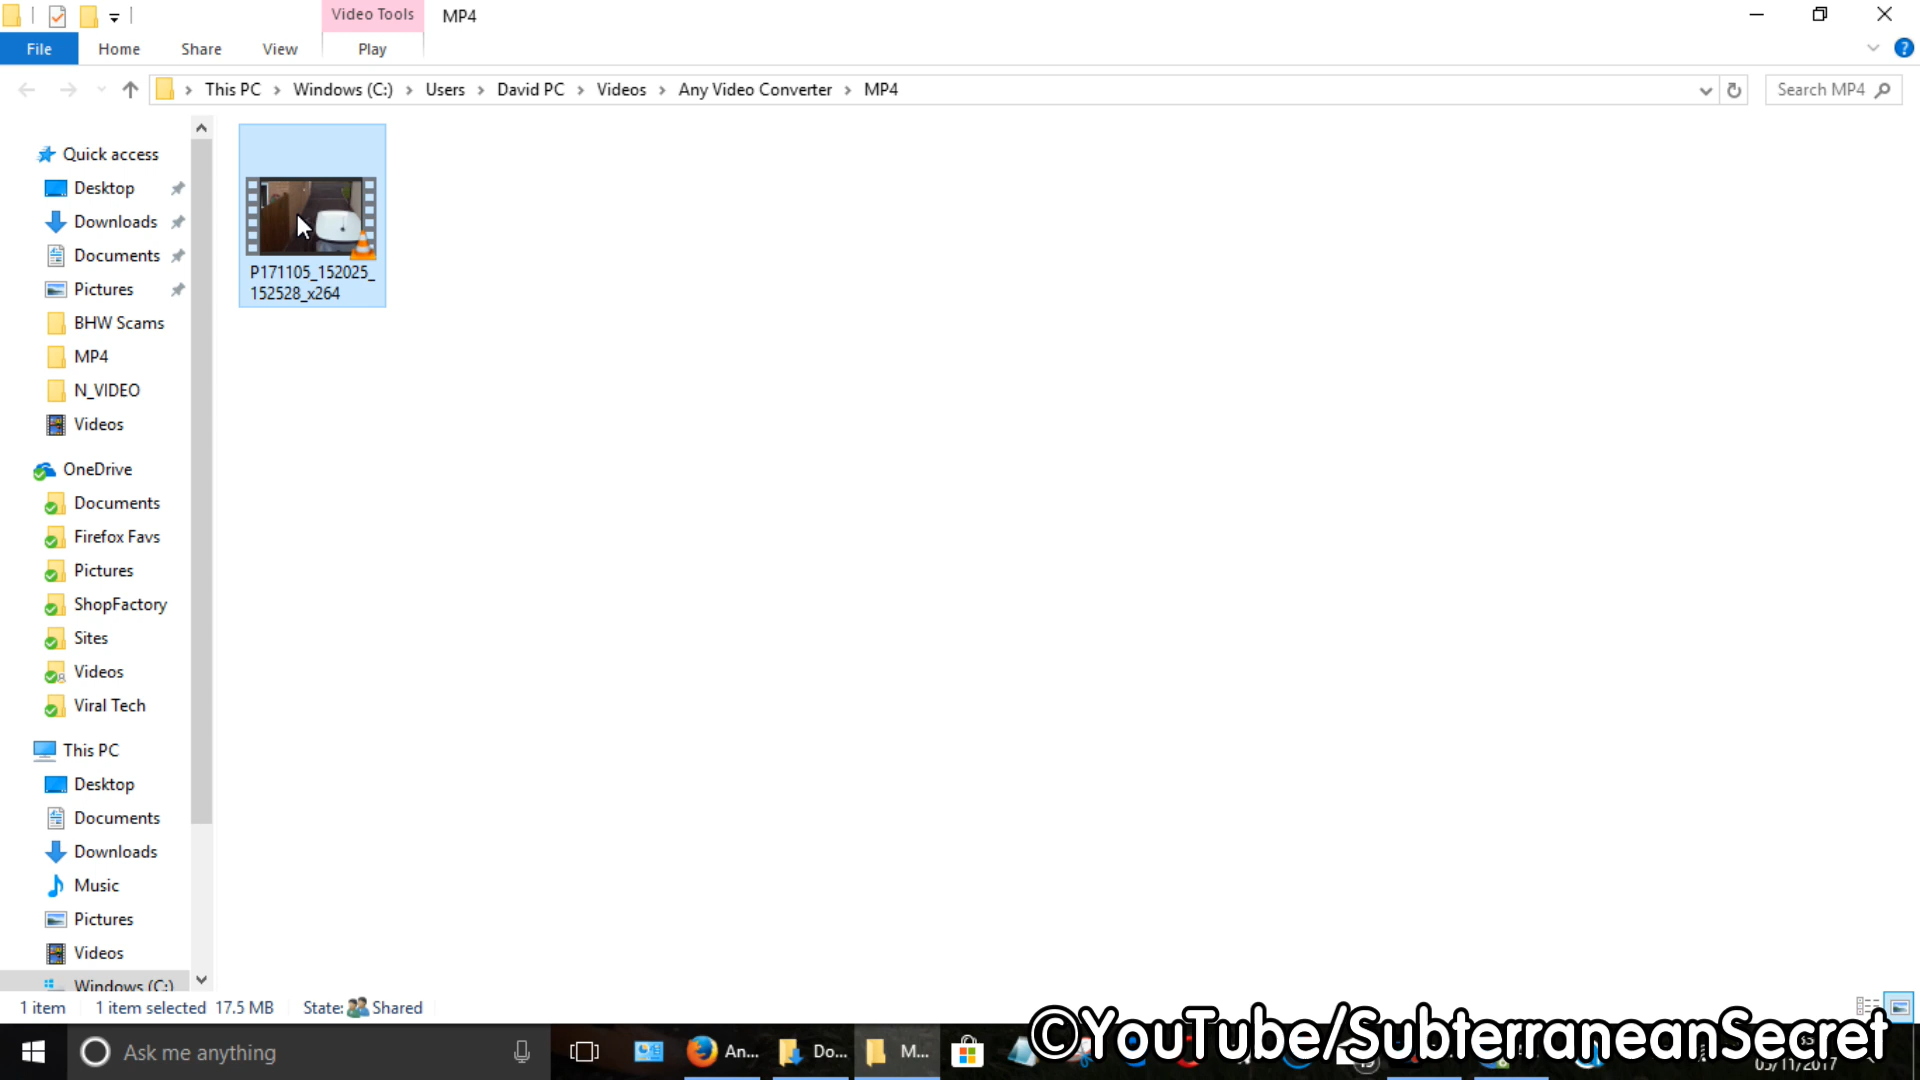 Video Tools
MP4
File
Home
Share
View
Play
This PC
Windows (C:)
Users
David PC
Videos
Any Video Converter
MP4
Search MP4
Quick access
Desktop
Downloads
Documents
Pictures
BHW Scams
MP4
N_VIDEO
Videos
OneDrive
Documents
Firefox Favs
Pictures
ShopFactory
Sites
Videos
Viral Tech
This PC
Desktop
Documents
Downloads
Music
Pictures
Videos
Windows (C:)
P171105_152025_
152528_x264
1 item
1 item selected 17.5 MB
State: Shared
Ask me anything
An...
Do...
M...
©YouTube/SubterraneanSecret
05/11/2017